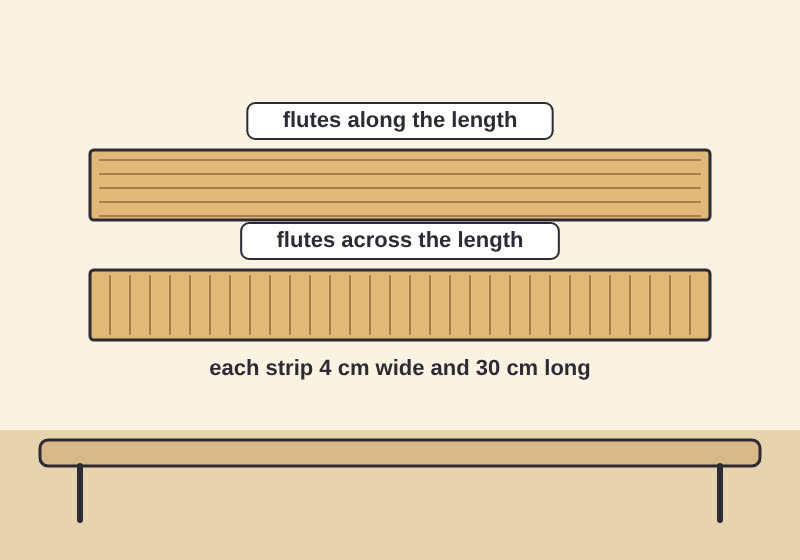 flutes along the length
flutes across the length
each strip 4 cm wide and 30 cm long